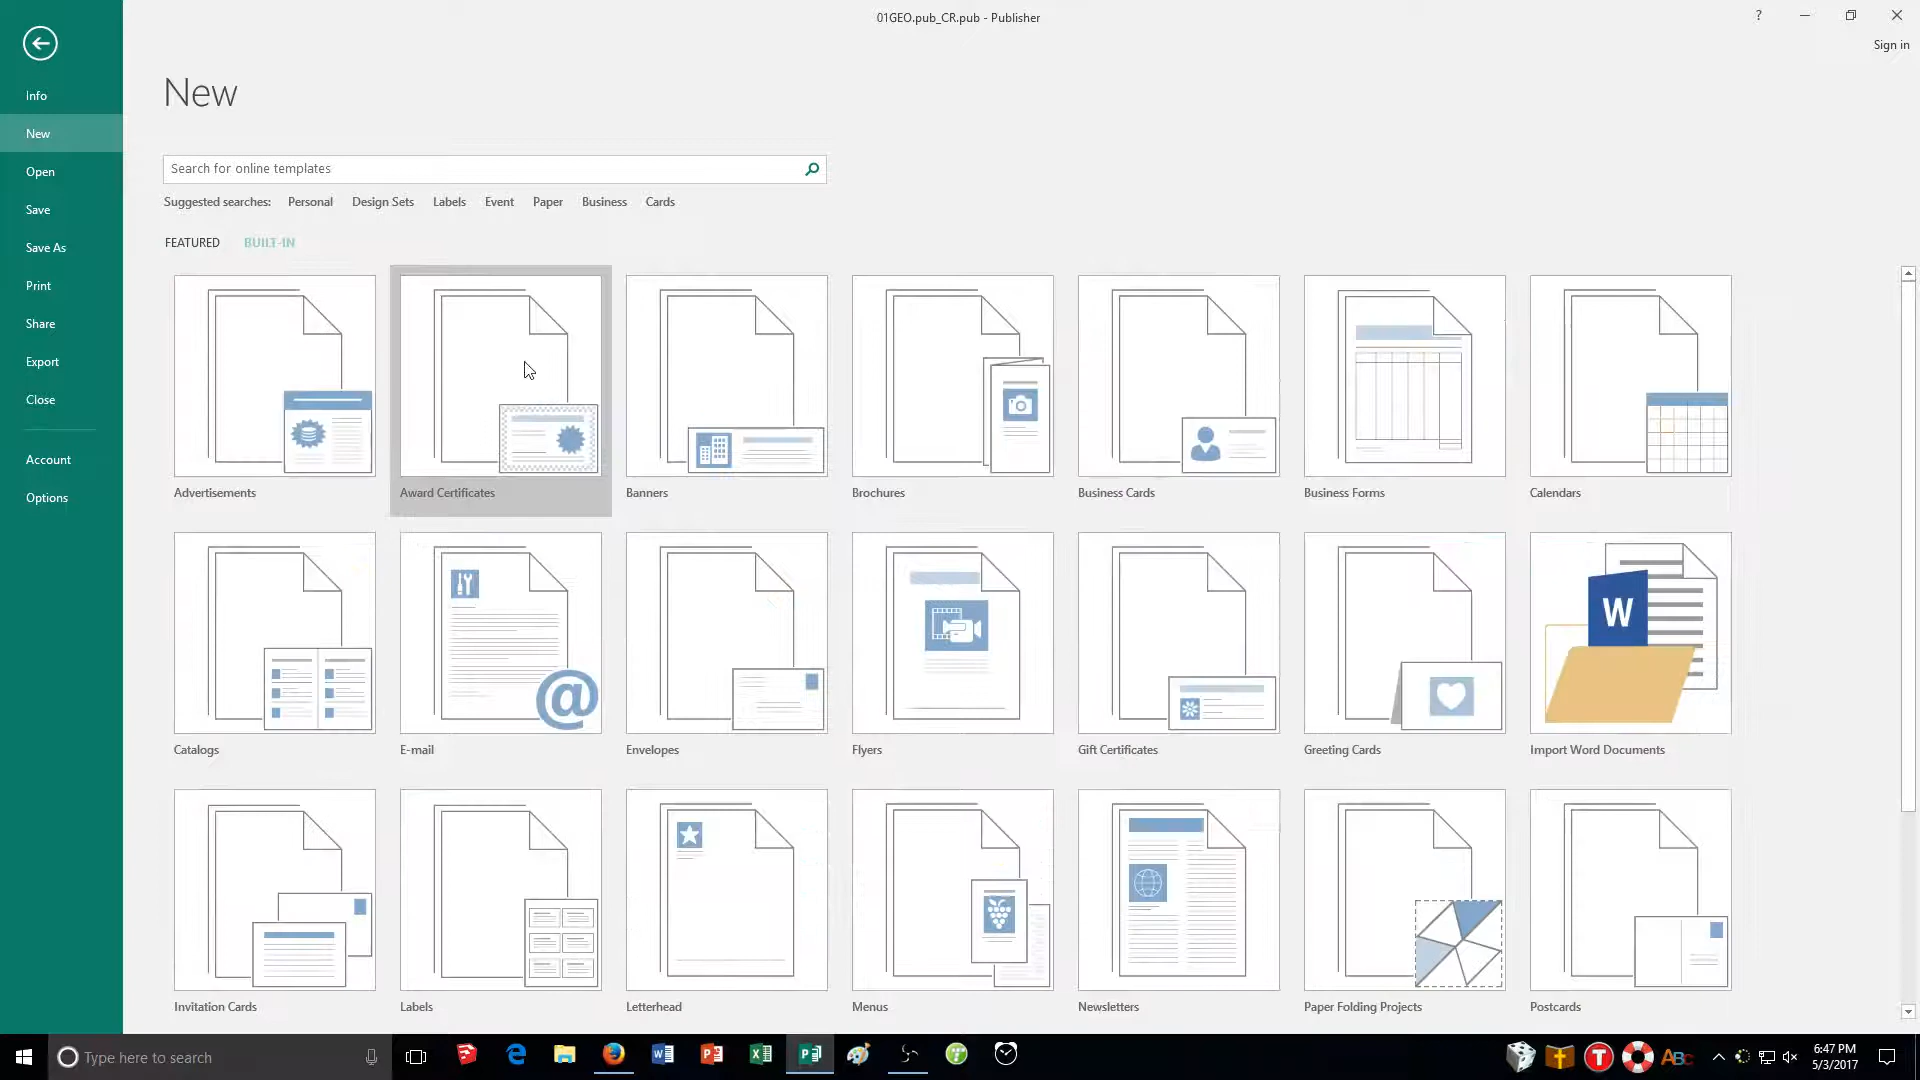 01GEO.pub_CR.pub - Publisher
?
Sign in
Info
New
Open
Save
Save As
Print
Share
Export
Close
Account
Options
New
Search for online templates
Suggested searches: Personal Design Sets Labels Event Paper Business Cards
FEATURED BUILT-IN
Advertisements Award Certificates Banners Brochures Business Cards Business Forms Calendars
@
W
Catalogs E-mail Envelopes Flyers Gift Certificates Greeting Cards Import Word Documents
Invitation Cards Labels Letterhead Menus Newsletters Paper Folding Projects Postcards
Type here to search
T
ABC
6:47 PM
5/3/2017